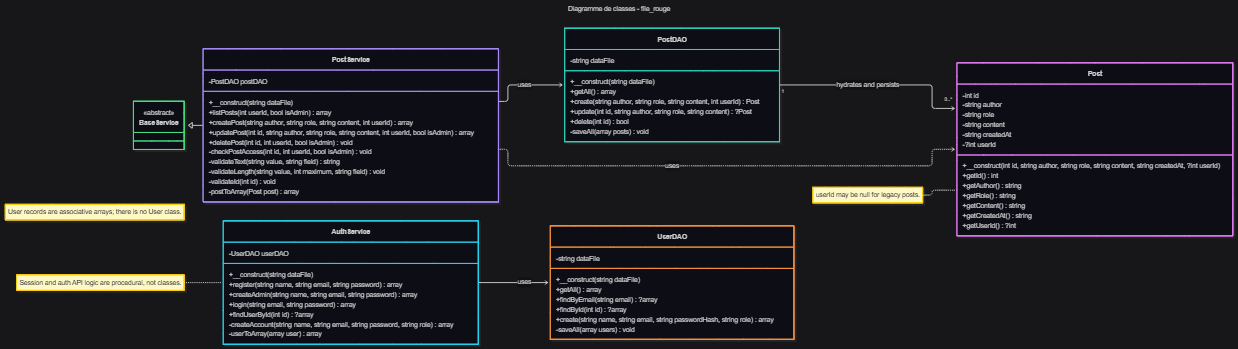 Diagramme de classes - file_rouge
«abstract»
BaseService
PostService
-PostDAO postDAO
+__construct(string dataFile)
+listPosts(int userId, bool isAdmin) : array
+createPost(string author, string role, string content, int userId) : array
+updatePost(int id, string author, string role, string content, int userId, bool isAdmin) : array
+deletePost(int id, int userId, bool isAdmin) : void
-checkPostAccess(int id, int userId, bool isAdmin) : void
-validateText(string value, string field) : string
-validateLength(string value, int maximum, string field) : void
-validateId(int id) : void
-postToArray(Post post) : array
uses
PostDAO
-string dataFile
+__construct(string dataFile)
+getAll() : array
+create(string author, string role, string content, int userId) : Post
+update(int id, string author, string role, string content) : ?Post
+delete(int id) : bool
-saveAll(array posts) : void
hydrates and persists
1
0..*
uses
Post
-int id
-string author
-string role
-string content
-string createdAt
-?int userId
+__construct(int id, string author, string role, string content, string createdAt, ?int userId)
+getId() : int
+getAuthor() : string
+getRole() : string
+getContent() : string
+getCreatedAt() : string
+getUserId() : ?int
userId may be null for legacy posts.
User records are associative arrays; there is no User class.
Session and auth API logic are procedural, not classes.
AuthService
-UserDAO userDAO
+__construct(string dataFile)
+register(string name, string email, string password) : array
+createAdmin(string name, string email, string password) : array
+login(string email, string password) : array
+findUserById(int id) : ?array
-createAccount(string name, string email, string password, string role) : array
-userToArray(array user) : array
uses
UserDAO
-string dataFile
+__construct(string dataFile)
+getAll() : array
+findByEmail(string email) : ?array
+findById(int id) : ?array
+create(string name, string email, string passwordHash, string role) : array
-saveAll(array users) : void